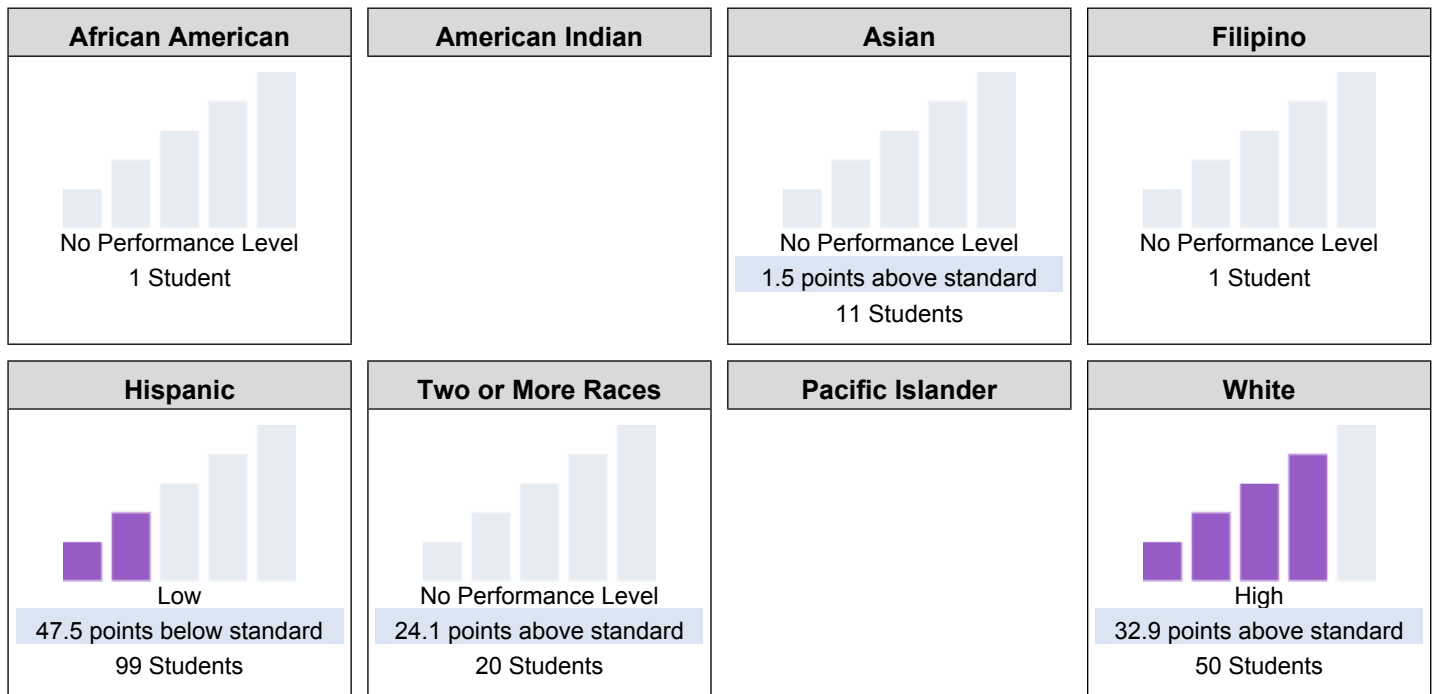 African American
No Performance Level
1 Student
American Indian
Asian
No Performance Level
1.5 points above standard
11 Students
Filipino
No Performance Level
1 Student
Hispanic
Low
47.5 points below standard
99 Students
Two or More Races
No Performance Level
24.1 points above standard
20 Students
Pacific Islander
White
High
32.9 points above standard
50 Students